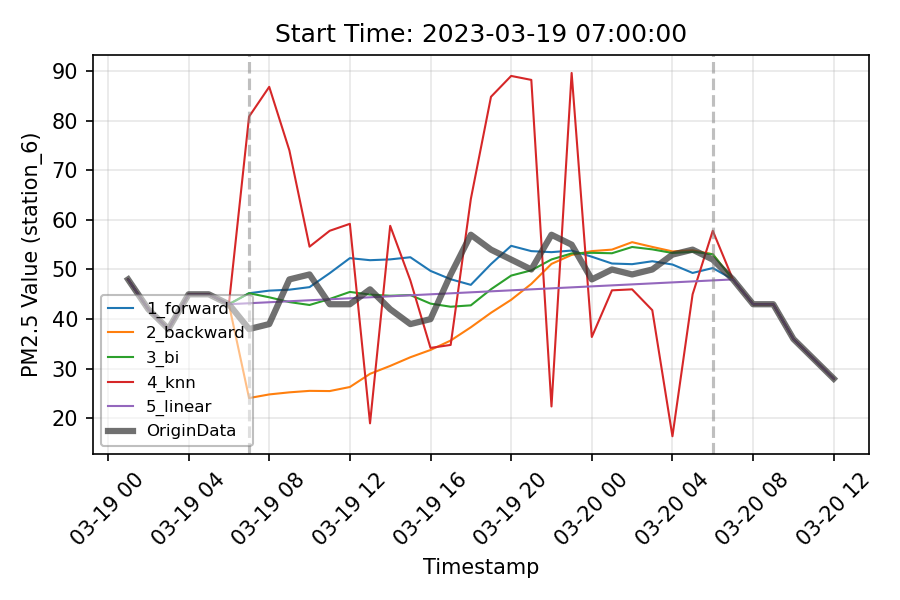 Start Time: 2023-03-19 07:00:00
PM2.5 Value (station_6)
90
80
70
60
50
40
30
20
1_forward
2_backward
3_bi
4_knn
5_linear
OriginData
03-19 00
03-19 04
03-19 08
03-19 12
03-19 16
03-19 20
03-20 00
03-20 04
03-20 08
03-20 12
Timestamp